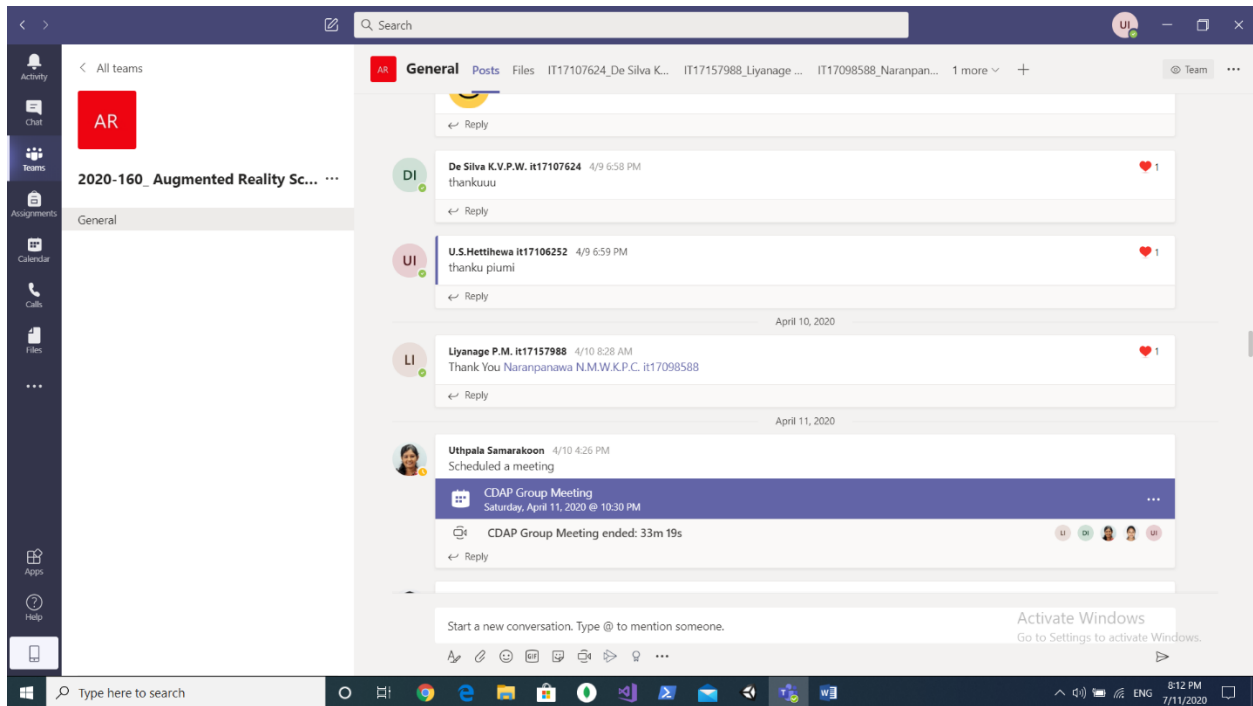 Search
UI
Activity
Chat
Teams
Assignments
Calendar
Calls
Files
Apps
Help
All teams
AR
2020-160_ Augmented Reality Sc...
General
AR General Posts Files IT17107624_De Silva K... IT17157988_Liyanage ... IT17098588_Naranpan... 1 more
Team
Reply
DI
De Silva K.V.P.W. it17107624 4/9 6:58 PM
1
thankuuu
Reply
UI
U.S.Hettihewa it17106252 4/9 6:59 PM
1
thanku piumi
Reply
April 10, 2020
LI
Liyanage P.M. it17157988 4/10 8:28 AM
1
Thank You Naranpanawa N.M.W.K.P.C. it17098588
Reply
April 11, 2020
Uthpala Samarakoon 4/10 4:26 PM
Scheduled a meeting
CDAP Group Meeting
Saturday, April 11, 2020 @ 10:30 PM
CDAP Group Meeting ended: 33m 19s
LI DI UI
Reply
Start a new conversation. Type @ to mention someone.
GIF
Activate Windows
Go to Settings to activate Windows.
Type here to search
ENG
8:12 PM
7/11/2020